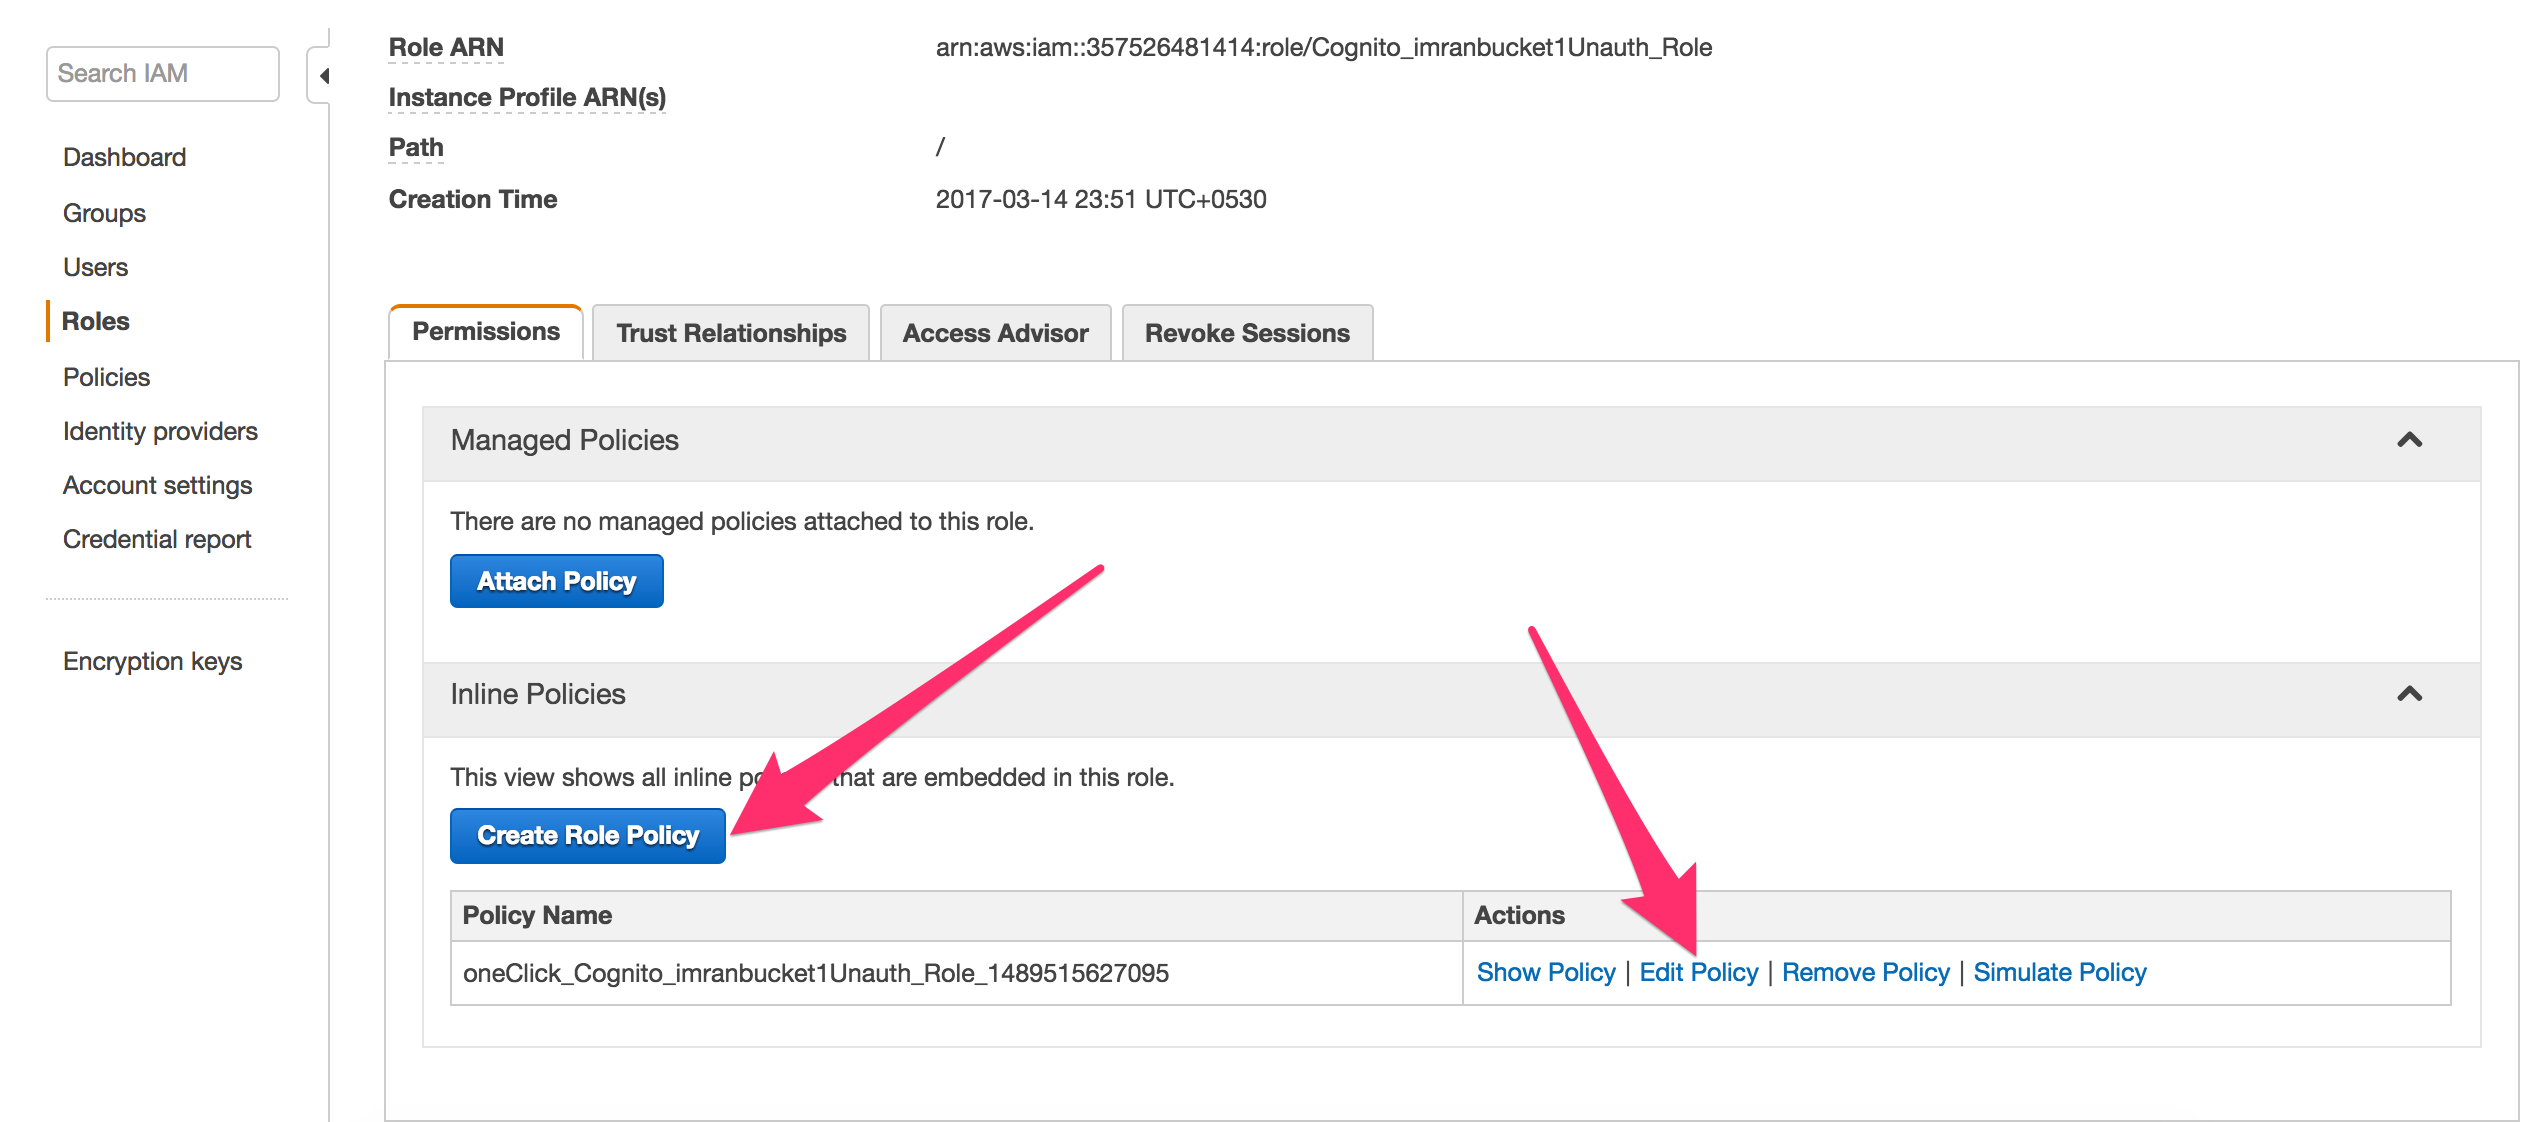 Search IAM
Dashboard
Groups
Users
Roles
Policies
Identity providers
Account settings
Credential report
Encryption keys
Role ARN arn:aws:iam::357526481414:role/Cognito_imranbucket1Unauth_Role
Instance Profile ARN(s)
Path /
Creation Time 2017-03-14 23:51 UTC+0530
Permissions Trust Relationships Access Advisor Revoke Sessions
Managed Policies
There are no managed policies attached to this role.
Attach Policy
Inline Policies
This view shows all inline that are embedded in this role.
Create Role Policy
Policy Name Actions
oneClick_Cognito_imranbucket1Unauth_Role_1489515627095 Show Policy | Edit Policy | Remove Policy | Simulate Policy